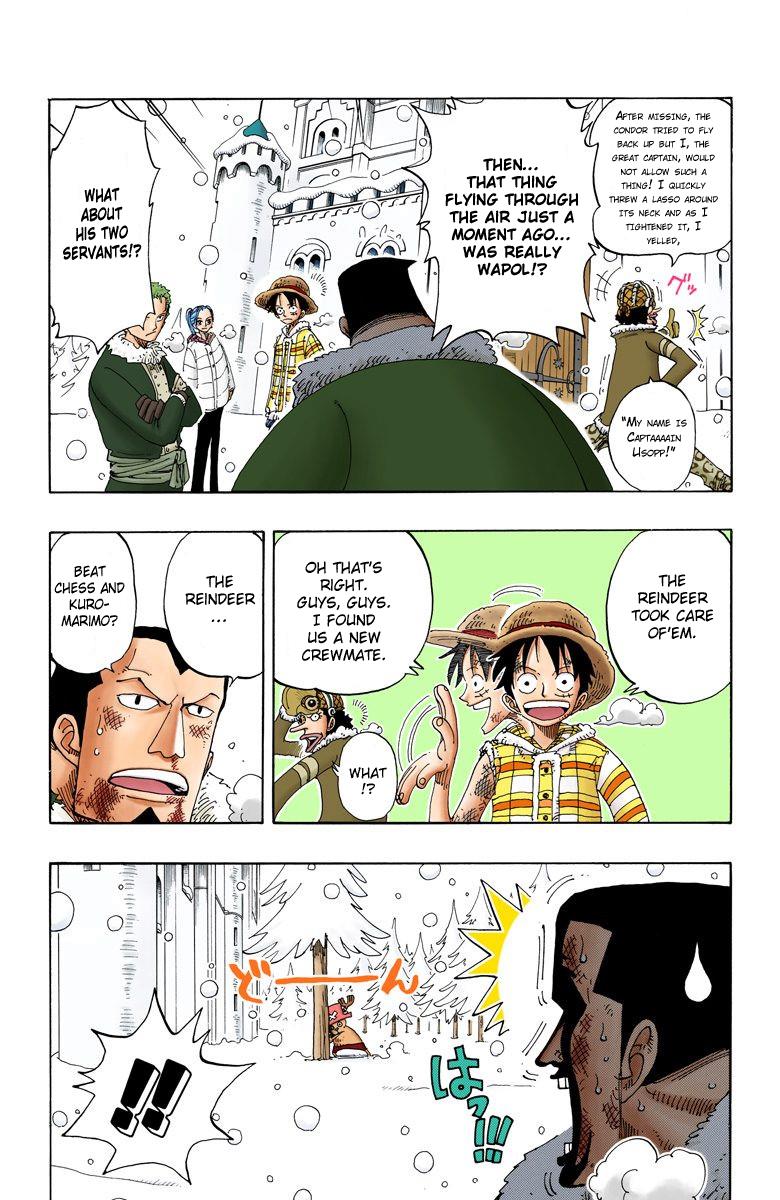 AFTER MISSING, THE
CONDOR TRIED TO FLY
BACK UP BUT I, THE
GREAT CAPTAIN, WOULD
NOT ALLOW SUCH A
THING! I QUICKLY
THREW A LASSO AROUND
ITS NECK AND AS I
TIGHTENED IT, I
YELLED,
グッ
"MY NAME IS
CAPTAAAAIN
USOPP!"
THEN...
THAT THING
FLYING THROUGH
THE AIR JUST A
MOMENT AGO...
WAS REALLY
WAPOL!?
WHAT
ABOUT
HIS TWO
SERVANTS!?
THE
REINDEER
TOOK CARE
OF'EM.
OH THAT'S
RIGHT.
GUYS, GUYS.
I FOUND
US A NEW
CREWMATE.
WHAT
!?
THE
REINDEER
...
BEAT
CHESS AND
KURO-
MARIMO?
どーん
はっ!!!
!!